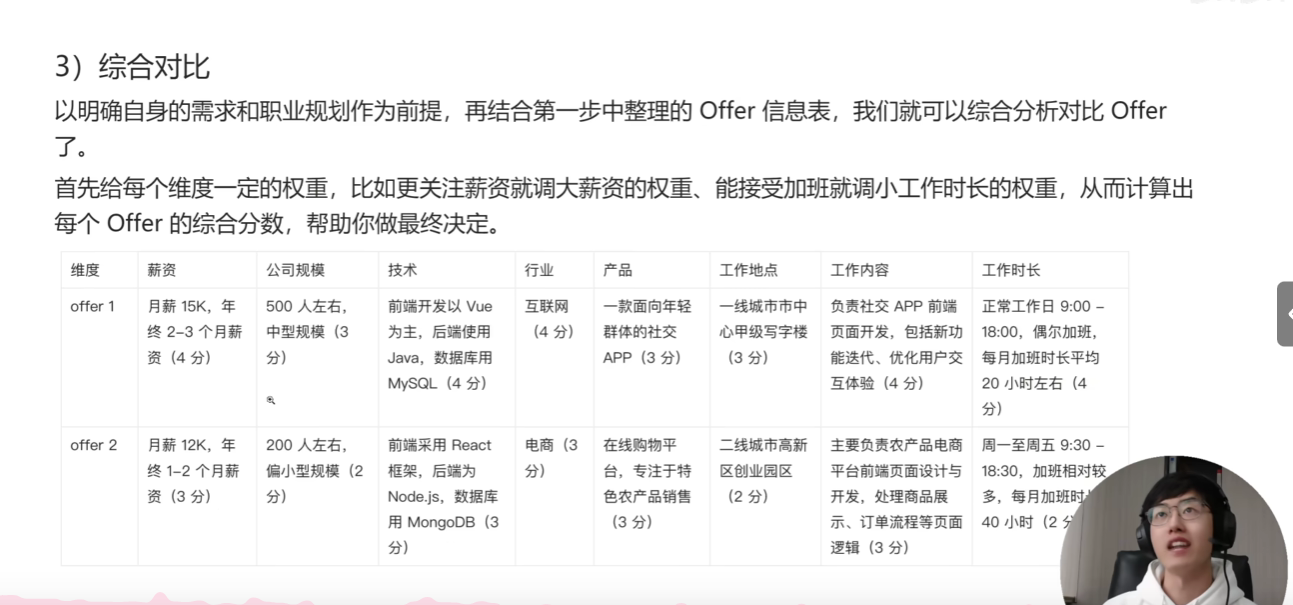 3）综合对比
以明确自身的需求和职业规划作为前提，再结合第一步中整理的 Offer 信息表，我们就可以综合分析对比 Offer
了。
首先给每个维度一定的权重，比如更关注薪资就调大薪资的权重、能接受加班就调小工作时长的权重，从而计算出
每个 Offer 的综合分数，帮助你做最终决定。
维度
薪资
公司规模
技术
行业
产品
工作地点
工作内容
工作时长
offer 1
月薪 15K，年
终 2-3 个月薪
资（4 分）
500 人左右，
中型规模（3
分）
前端开发以 Vue
为主，后端使用
Java，数据库用
MySQL（4 分）
互联网
（4 分）
一款面向年轻
群体的社交
APP（3 分）
一线城市市中
心甲级写字楼
（3 分）
负责社交 APP 前端
页面开发，包括新功
能迭代、优化用户交
互体验（4 分）
正常工作日 9:00 -
18:00，偶尔加班，
每月加班时长平均
20 小时左右（4
分）
offer 2
月薪 12K，年
终 1-2 个月薪
资（3 分）
200 人左右，
偏小型规模（2
分）
前端采用 React
框架，后端为
Node.js，数据库
用 MongoDB（3
分）
电商（3
分）
在线购物平
台，专注于特
色农产品销售
（3 分）
二线城市高新
区创业园区
（2 分）
主要负责农产品电商
平台前端页面设计与
开发，处理商品展
示、订单流程等页面
逻辑（3 分）
周一至周五 9:30 -
18:30，加班相对较
多，每月加班时
40 小时（2